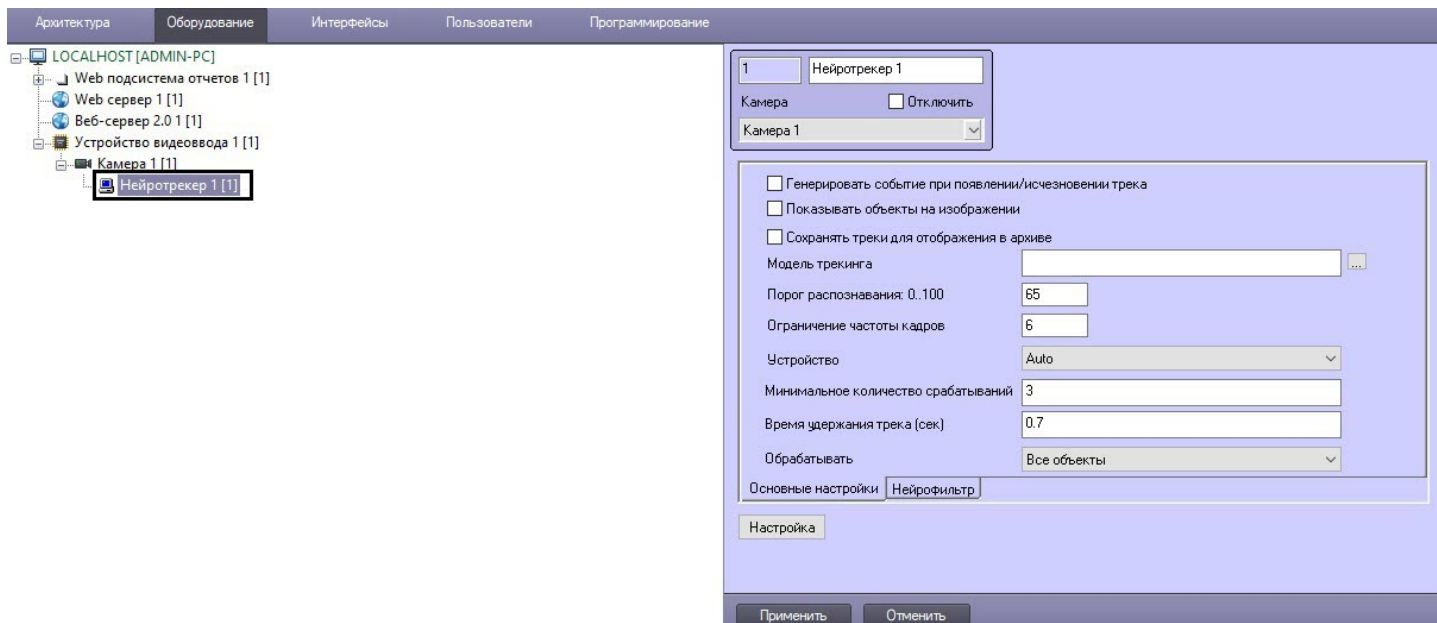 Архитектура Оборудование Интерфейсы Пользователи Программирование
LOCALHOST [ADMIN-PC]
Web подсистема отчетов 1 [1]
Web сервер 1 [1]
Веб-сервер 2.0 1 [1]
Устройство видеоввода 1 [1]
Камера 1 [1]
Нейротрекер 1 [1]
1 Нейротрекер 1
Камера Отключить
Камера 1
Генерировать событие при появлении/исчезновении трека
Показывать объекты на изображении
Сохранять треки для отображения в архиве
Модель трекинга ...
Порог распознавания: 0..100 65
Ограничение частоты кадров 6
Устройство Auto
Минимальное количество срабатываний 3
Время удержания трека (сек) 0.7
Обрабатывать Все объекты
Основные настройки Нейрофильтр
Настройка
Применить Отменить